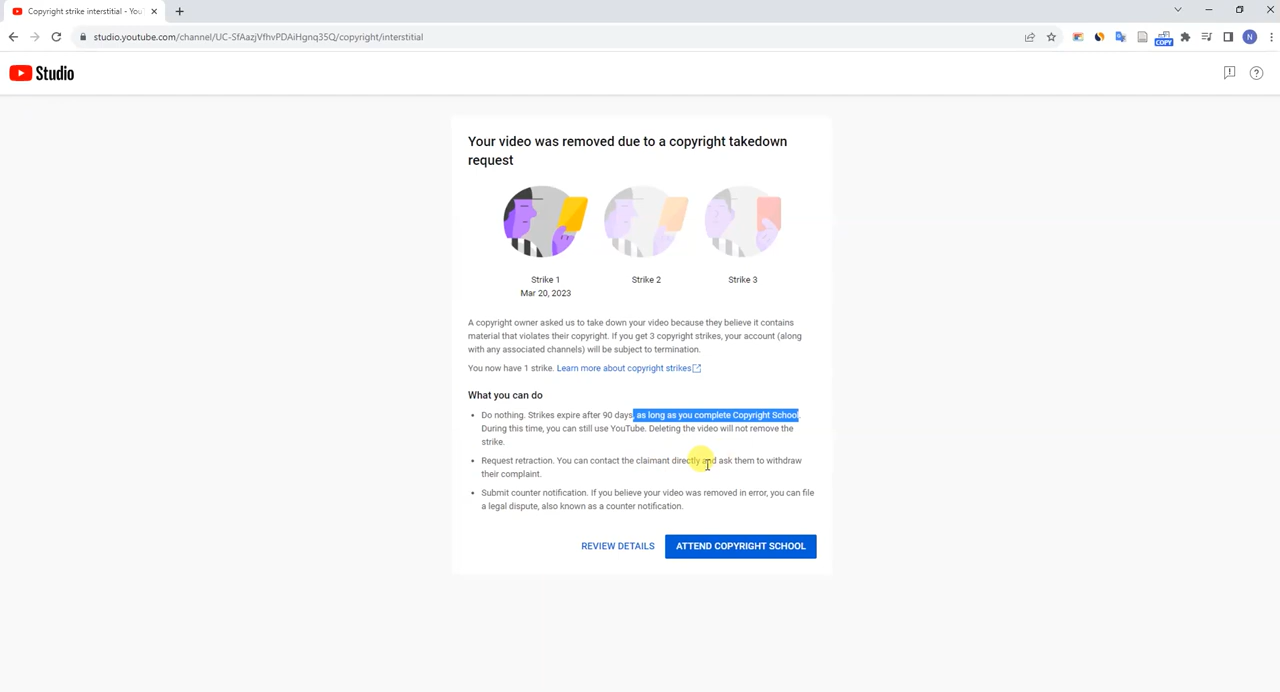 Copyright strike interstitial - You
studio.youtube.com/channel/UC-SfAazjVfhvPDAiHgnq35Q/copyright/interstitial
COPY
N
Studio
Your video was removed due to a copyright takedown
request
Strike 1
Strike 2
Strike 3
Mar 20, 2023
A copyright owner asked us to take down your video because they believe it contains
material that violates their copyright. If you get 3 copyright strikes, your account (along
with any associated channels) will be subject to termination.
You now have 1 strike. Learn more about copyright strikes
What you can do
• Do nothing. Strikes expire after 90 days, as long as you complete Copyright School.
During this time, you can still use YouTube. Deleting the video will not remove the
strike.
• Request retraction. You can contact the claimant directly and ask them to withdraw
their complaint.
• Submit counter notification. If you believe your video was removed in error, you can file
a legal dispute, also known as a counter notification.
REVIEW DETAILS
ATTEND COPYRIGHT SCHOOL